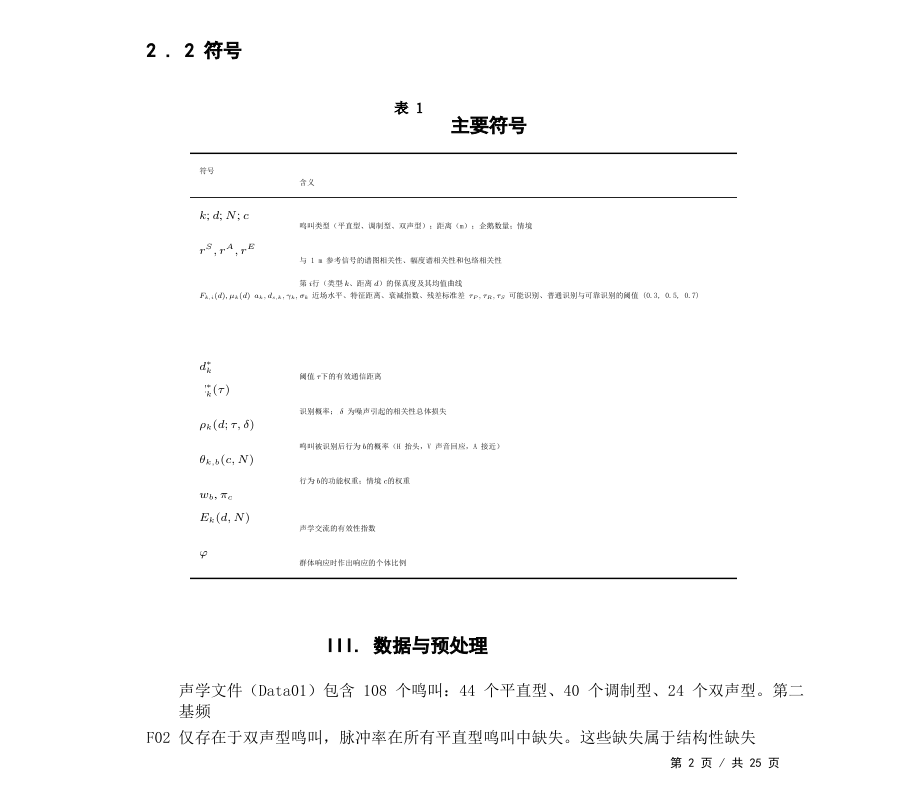 2 . 2 符号
表 1
主要符号
符号
含义
k; d; N; c
鸣叫类型（平直型、调制型、双声型）；距离（m）；企鹅数量；情境
r^S, r^A, r^E
与 1 m 参考信号的谱图相关性、幅度谱相关性和包络相关性
第 i行（类型 k、距离 d）的保真度及其均值曲线
F_{k,i}(d), μ_k(d) a_k, d_{s,k}, γ_k, σ_k 近场水平、特征距离、衰减指数、残差标准差 τ_P, τ_R, τ_S 可能识别、普通识别与可靠识别的阈值 (0.3, 0.5, 0.7)
d_k^*
阈值 τ下的有效通信距离
^*_k(τ)
识别概率； δ 为噪声引起的相关性总体损失
ρ_k(d; τ, δ)
鸣叫被识别后行为 b的概率（H 抬头，V 声音回应，A 接近）
θ_{k,b}(c, N)
行为 b的功能权重；情境 c的权重
w_b, π_c
E_k(d, N)
声学交流的有效性指数
φ
群体响应时作出响应的个体比例
III. 数据与预处理
声学文件（Data01）包含 108 个鸣叫：44 个平直型、40 个调制型、24 个双声型。第二
基频
F02 仅存在于双声型鸣叫，脉冲率在所有平直型鸣叫中缺失。这些缺失属于结构性缺失
第 2 页 / 共 25 页